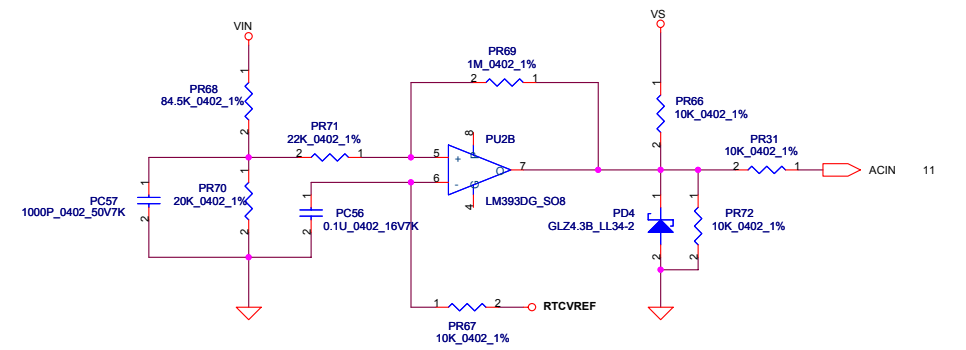 VIN
VS
PR69
1M_0402_1%
2
1
1
PR68
84.5K_0402_1%
2
1
PR66
10K_0402_1%
2
PR71
22K_0402_1%
2
1
5
+
8
PU2B
O
7
PR31
10K_0402_1%
2
1
ACIN
11
6
-
G
4
LM393DG_SO8
1
PC57
1000P_0402_50V7K
2
1
PR70
20K_0402_1%
2
1
PC56
0.1U_0402_16V7K
2
1
PD4
GLZ4.3B_LL34-2
2
1
PR72
10K_0402_1%
2
1
2
RTCVREF
PR67
10K_0402_1%